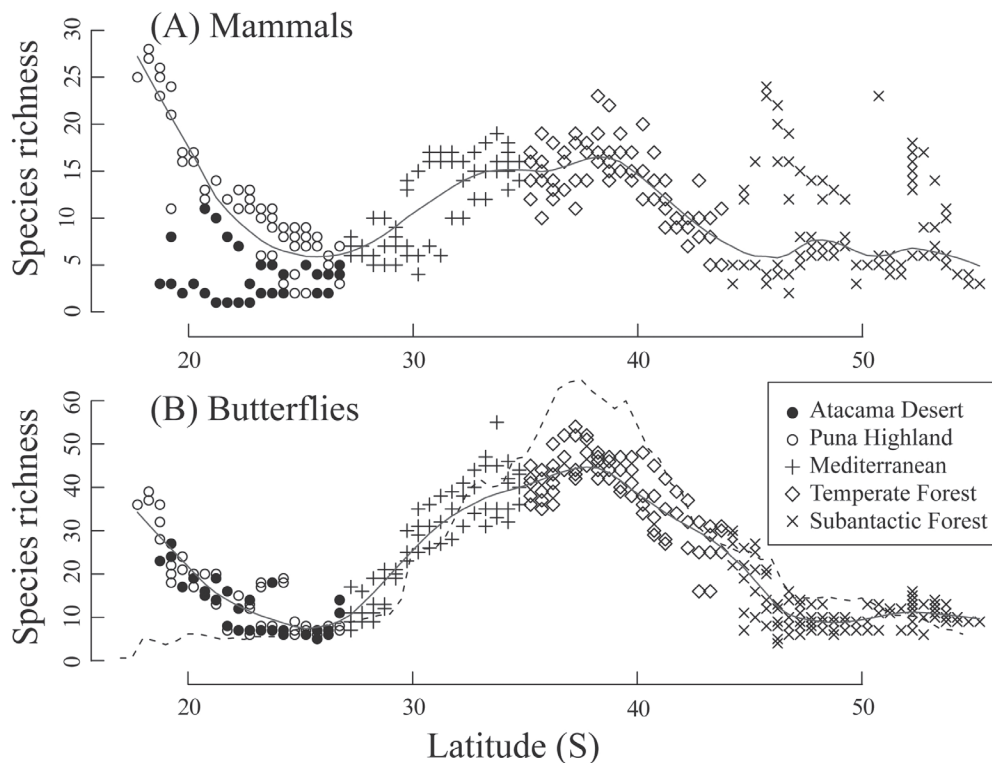 (A) Mammals
Species richness
0 5 10 15 20 25 30
20 30 40 50
(B) Butterflies
Species richness
0 10 20 30 40 50 60
Atacama Desert
Puna Highland
Mediterranean
Temperate Forest
Subantactic Forest
20 30 40 50
Latitude (S)